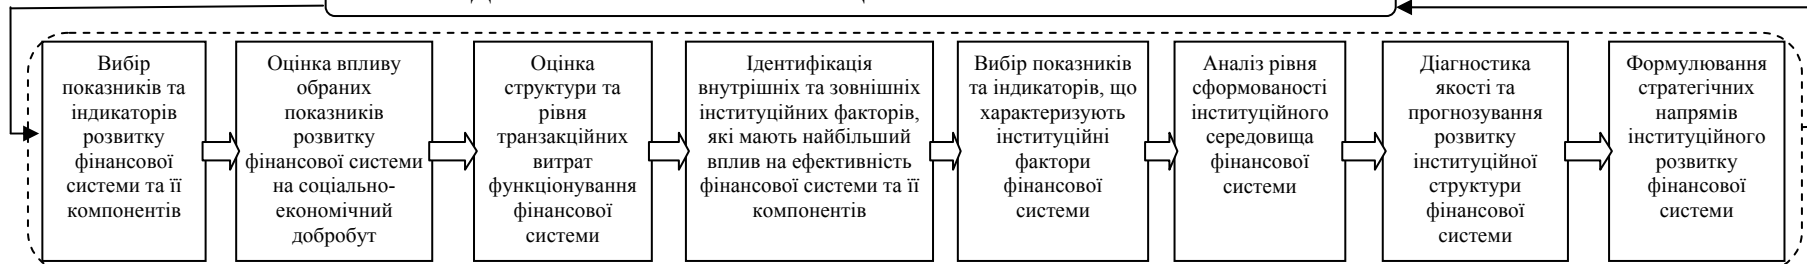 Вибір
показників та
індикаторів
розвитку
фінансової
системи та її
компонентів
Оцінка впливу
обраних
показників
розвитку
фінансової системи
на соціально-
економічний
добробут
Оцінка
структури та
рівня
транзакційних
витрат
функціонування
фінансової
системи
Ідентифікація
внутрішніх та зовнішніх
інституційних факторів,
які мають найбільший
вплив на ефективність
фінансової системи та її
компонентів
Вибір показників
та індикаторів, що
характеризують
інституційні
фактори
фінансової
системи
Аналіз рівня
сформованості
інституційного
середовища
фінансової
системи
Діагностика
якості та
прогнозування
розвитку
інституційної
структури
фінансової
системи
Формулювання
стратегічних
напрямів
інституційного
розвитку
фінансової
системи